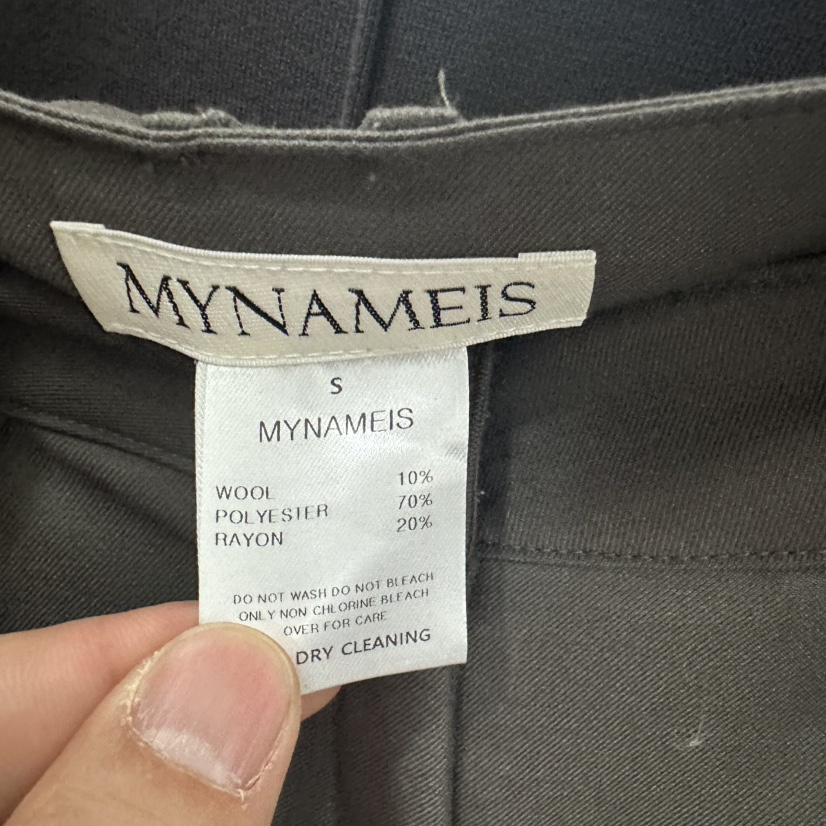 MYNAMEIS
S
MYNAMEIS
WOOL 10%
POLYESTER 70%
RAYON 20%
DO NOT WASH DO NOT BLEACH
ONLY NON CHLORINE BLEACH
OVER FOR CARE
DRY CLEANING